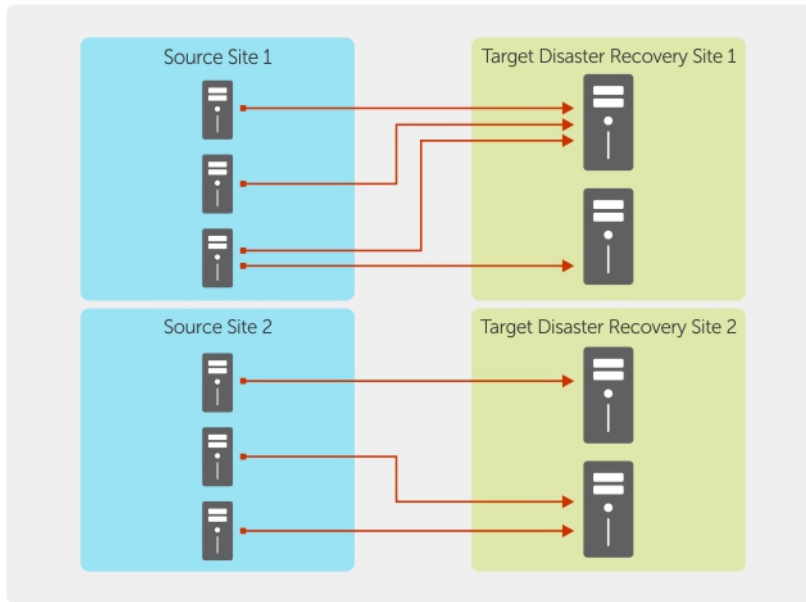 Source Site 1
Target Disaster Recovery Site 1
Source Site 2
Target Disaster Recovery Site 2